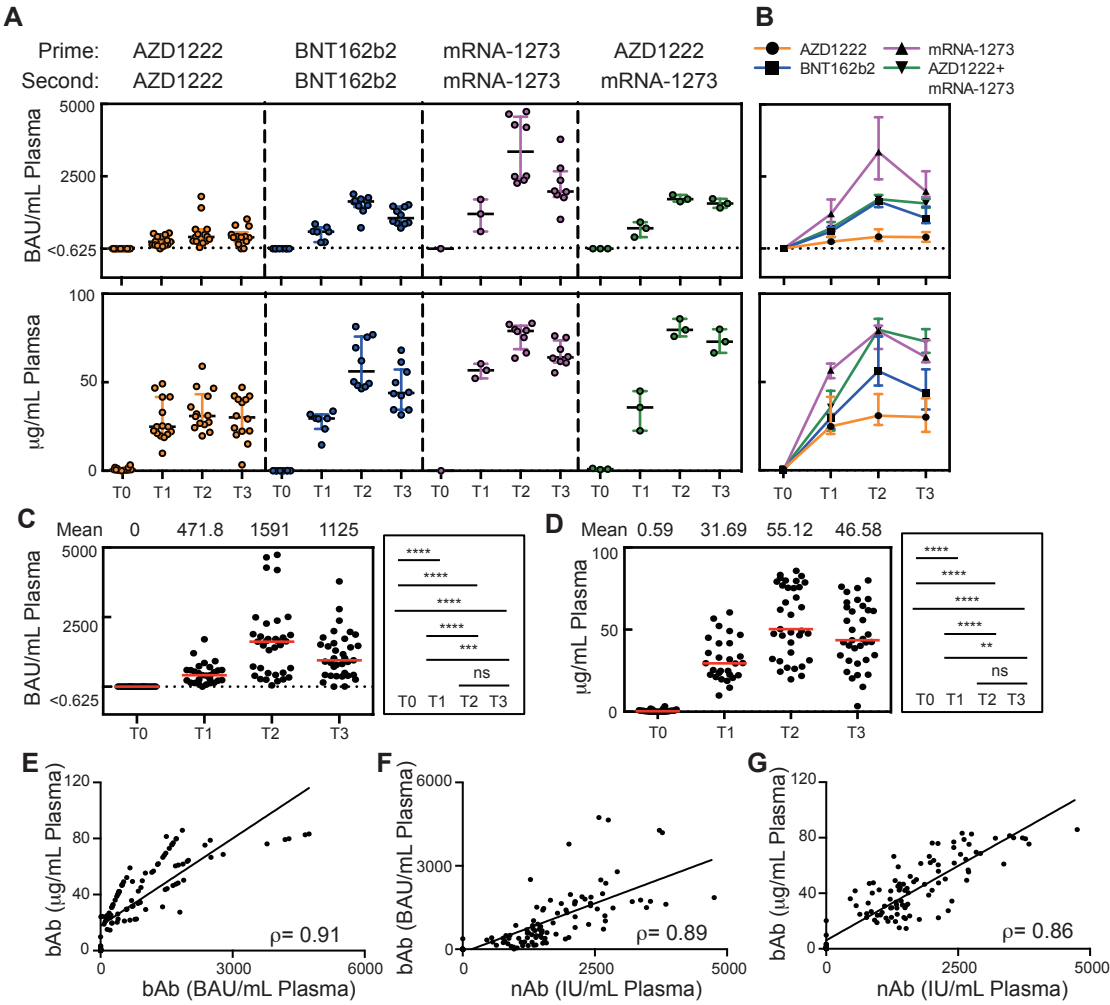 A
B
Prime: AZD1222 BNT162b2 mRNA-1273 AZD1222
Second: AZD1222 BNT162b2 mRNA-1273 mRNA-1273
AZD1222 mRNA-1273
BNT162b2 AZD1222+
mRNA-1273
BAU/mL Plasma
5000
2500
<0.625
µg/mL Plamsa
100
50
0
T0 T1 T2 T3 T0 T1 T2 T3 T0 T1 T2 T3 T0 T1 T2 T3 T0 T1 T2 T3
C
Mean 0 471.8 1591 1125
BAU/mL Plasma
5000
2500
<0.625
T0 T1 T2 T3
****
****
****
****
***
ns
T0 T1 T2 T3
D
Mean 0.59 31.69 55.12 46.58
µg/mL Plasma
100
50
0
T0 T1 T2 T3
****
****
****
****
**
ns
T0 T1 T2 T3
E
bAb (µg/mL Plasma)
120
80
40
0
ρ= 0.91
0 3000 6000
bAb (BAU/mL Plasma)
F
bAb (BAU/mL Plasma)
6000
3000
0
ρ= 0.89
0 2500 5000
nAb (IU/mL Plasma)
G
bAb (µg/mL Plasma)
120
80
40
0
ρ= 0.86
0 2500 5000
nAb (IU/mL Plasma)